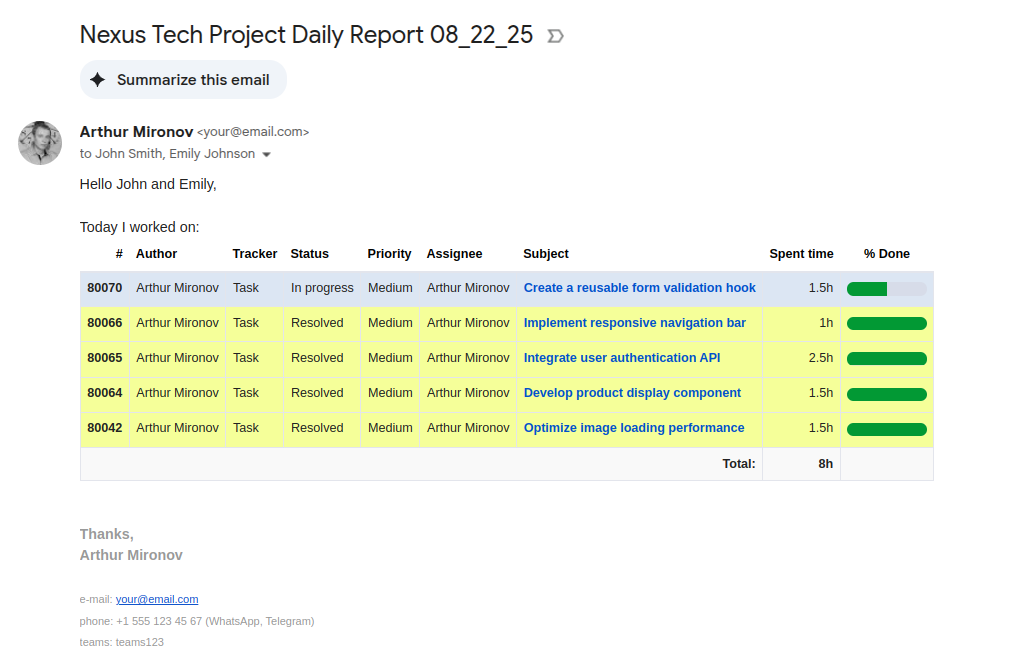 Nexus Tech Project Daily Report 08_22_25
Summarize this email
Arthur Mironov <your@email.com>
to John Smith, Emily Johnson
Hello John and Emily,
Today I worked on:
# Author Tracker Status Priority Assignee Subject Spent time % Done
80070 Arthur Mironov Task In progress Medium Arthur Mironov Create a reusable form validation hook 1.5h
80066 Arthur Mironov Task Resolved Medium Arthur Mironov Implement responsive navigation bar 1h
80065 Arthur Mironov Task Resolved Medium Arthur Mironov Integrate user authentication API 2.5h
80064 Arthur Mironov Task Resolved Medium Arthur Mironov Develop product display component 1.5h
80042 Arthur Mironov Task Resolved Medium Arthur Mironov Optimize image loading performance 1.5h
Total: 8h
Thanks,
Arthur Mironov
e-mail: your@email.com
phone: +1 555 123 45 67 (WhatsApp, Telegram)
teams: teams123